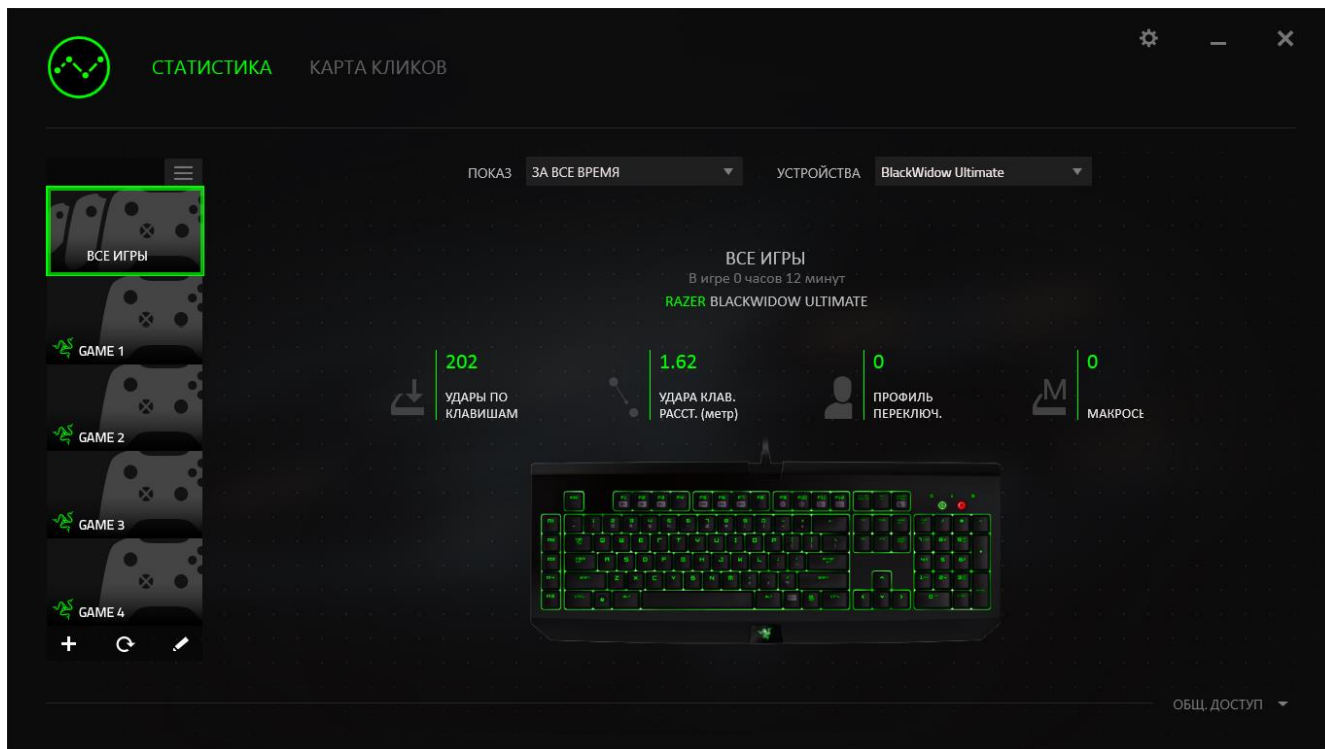 СТАТИСТИКА КАРТА КЛИКОВ
ПОКАЗ ЗА ВСЕ ВРЕМЯ УСТРОЙСТВА BlackWidow Ultimate
ВСЕ ИГРЫ
GAME 1
GAME 2
GAME 3
GAME 4
ВСЕ ИГРЫ
В игре 0 часов 12 минут
RAZER BLACKWIDOW ULTIMATE
202
УДАРЫ ПО
КЛАВИШАМ
1.62
УДАРА КЛАВ.
РАССТ. (метр)
0
ПРОФИЛЬ
ПЕРЕКЛЮЧ.
M
0
МАКРОСЫ
ОБЩ. ДОСТУП